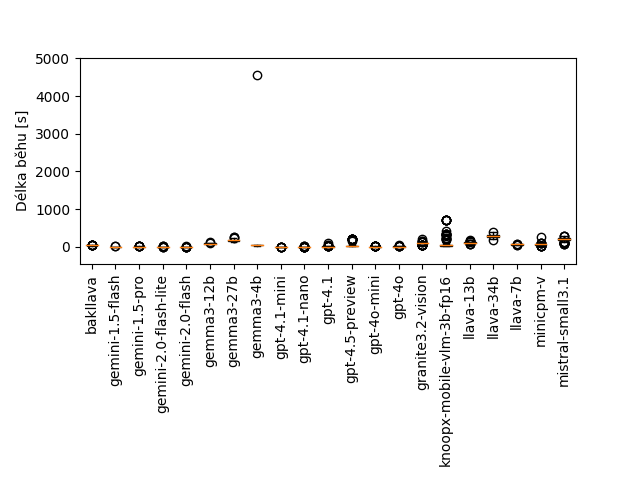 Délka běhu [s]
5000
4000
3000
2000
1000
0
bakllava
gemini-1.5-flash
gemini-1.5-pro
gemini-2.0-flash-lite
gemini-2.0-flash
gemma3-12b
gemma3-27b
gemma3-4b
gpt-4.1-mini
gpt-4.1-nano
gpt-4.1
gpt-4.5-preview
gpt-4o-mini
gpt-4o
granite3.2-vision
knoopx-mobile-vlm-3b-fp16
llava-13b
llava-34b
llava-7b
minicpm-v
mistral-small3.1